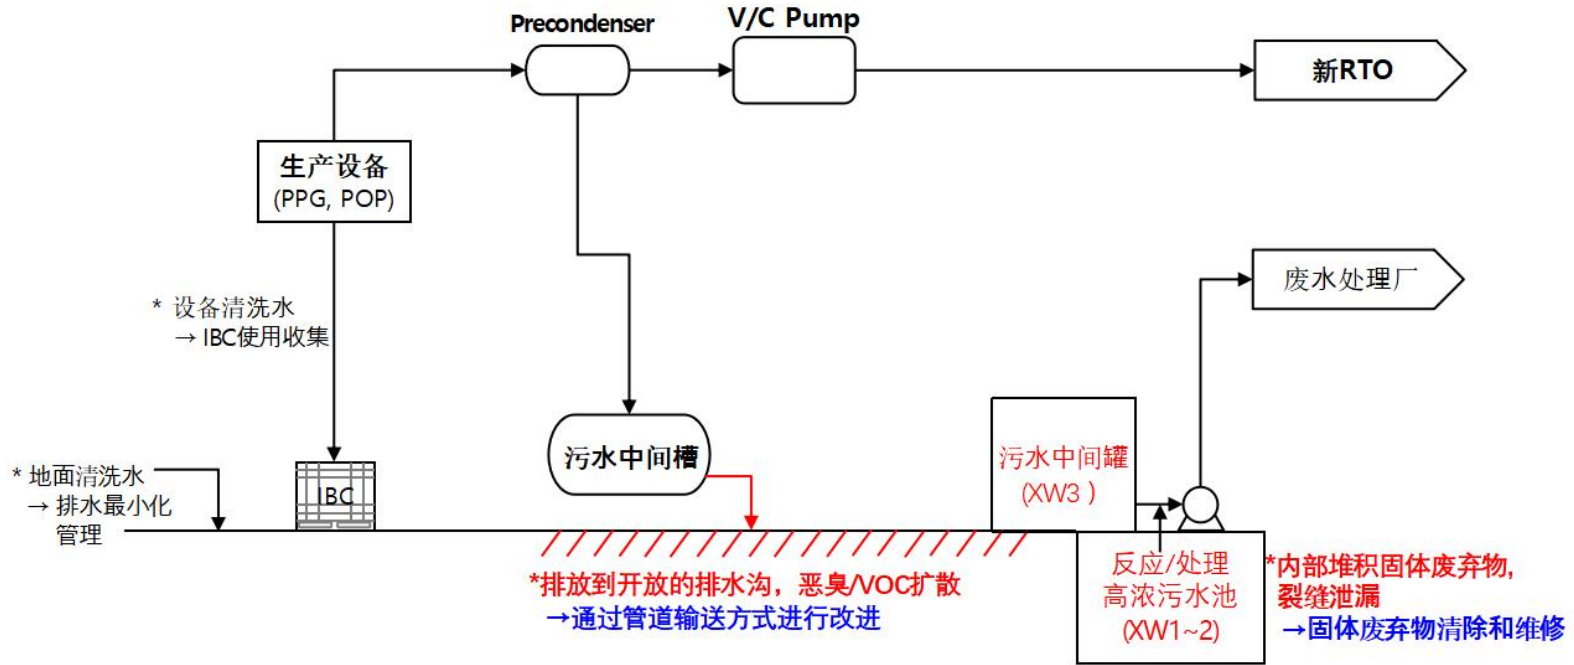 Precondenser
V/C Pump
新RTO
生产设备
(PPG, POP)
废水处理厂
* 设备清洗水
→ IBC使用收集
* 地面清洗水
→ 排水最小化
管理
IBC
污水中间槽
污水中间罐
(XW3 )
*排放到开放的排水沟，恶臭/VOC扩散
→通过管道输送方式进行改进
反应/处理
高浓污水池
(XW1~2)
*内部堆积固体废弃物,
裂缝泄漏
→固体废弃物清除和维修